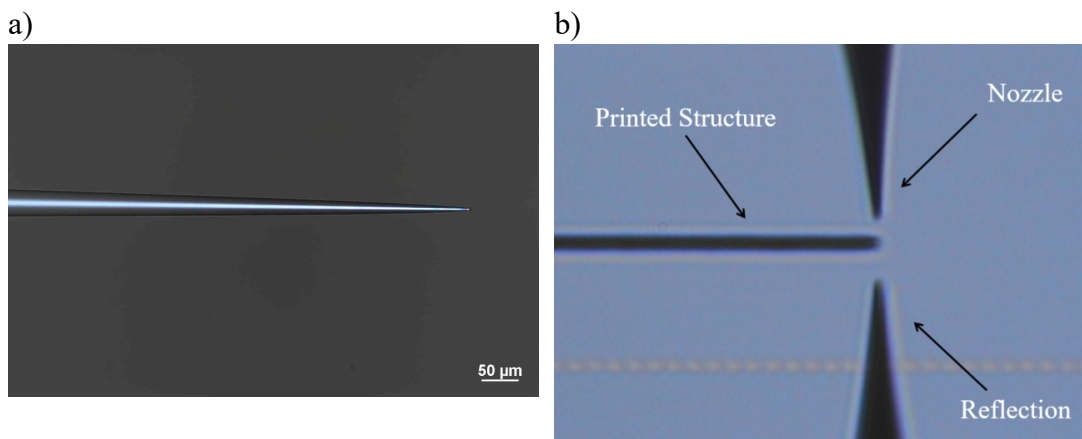 a)
b)
50 µm
Nozzle
Printed Structure
Reflection